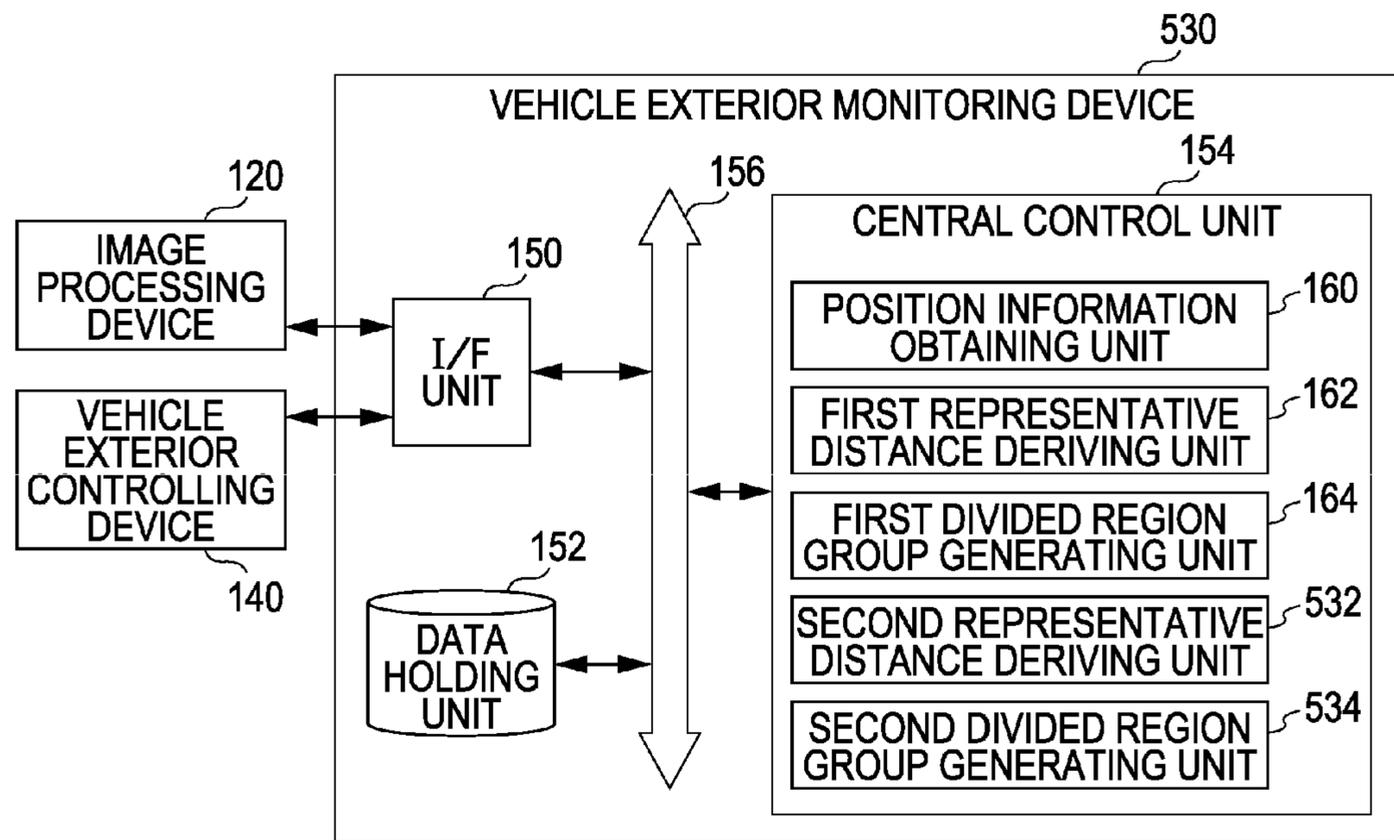 530
VEHICLE EXTERIOR MONITORING DEVICE
120
IMAGE
PROCESSING
DEVICE
VEHICLE
EXTERIOR
CONTROLLING
DEVICE
140
150
I/F
UNIT
152
DATA
HOLDING
UNIT
156
154
CENTRAL CONTROL UNIT
POSITION INFORMATION
OBTAINING UNIT
160
FIRST REPRESENTATIVE
DISTANCE DERIVING UNIT
162
FIRST DIVIDED REGION
GROUP GENERATING UNIT
164
SECOND REPRESENTATIVE
DISTANCE DERIVING UNIT
532
SECOND DIVIDED REGION
GROUP GENERATING UNIT
534